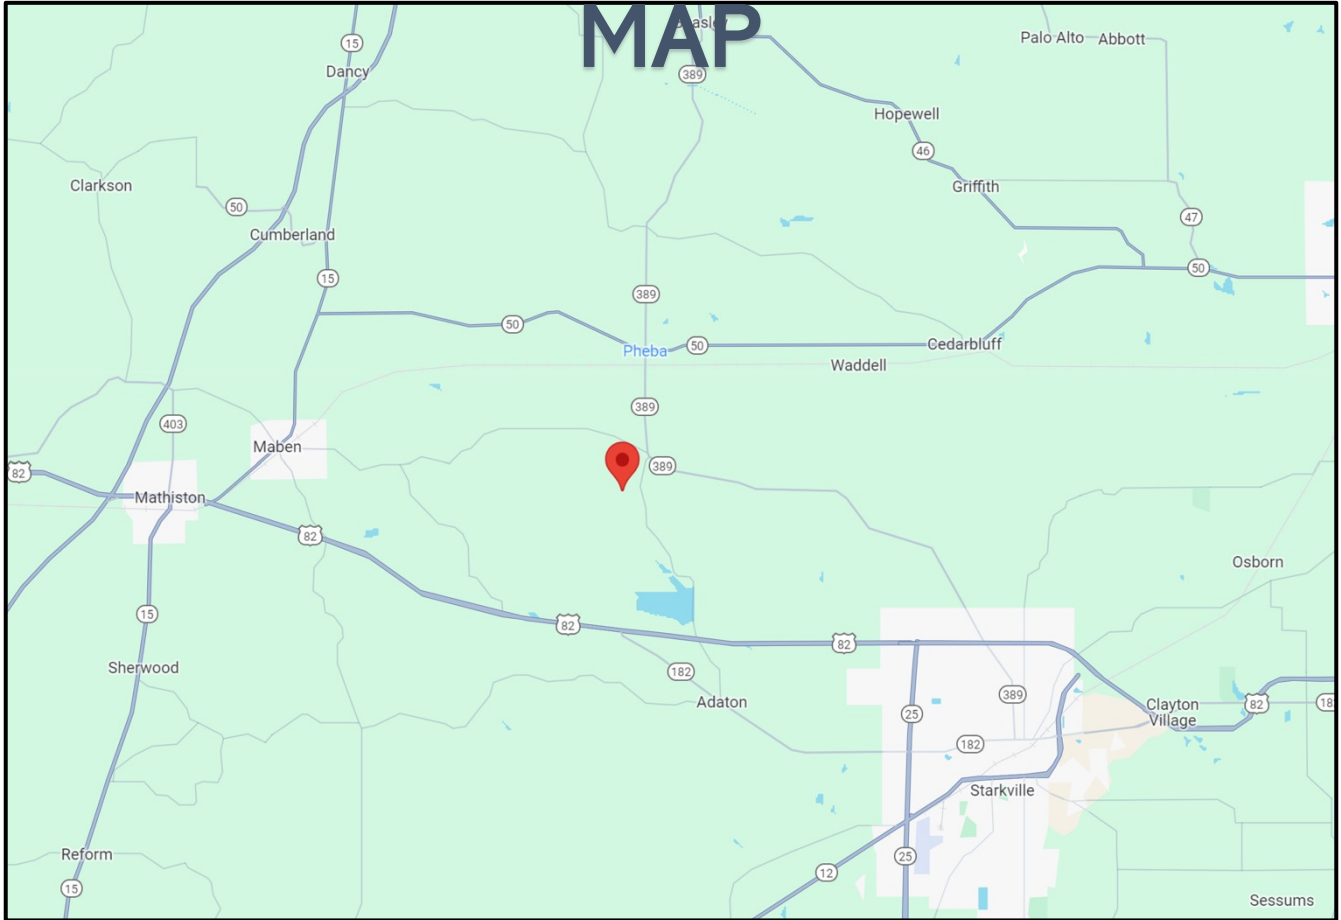 MAP
15
Dancy
389
Palo Alto
Abbott
Hopewell
46
Griffith
Clarkson
50
Cumberland
47
15
50
389
50
Pheba
50
Cedarbluff
Waddell
389
403
Maben
389
82
Mathiston
82
Osborn
15
82
82
Sherwood
182
389
Adaton
25
Clayton
Village
82
18
182
Starkville
Reform
25
12
15
Sessums